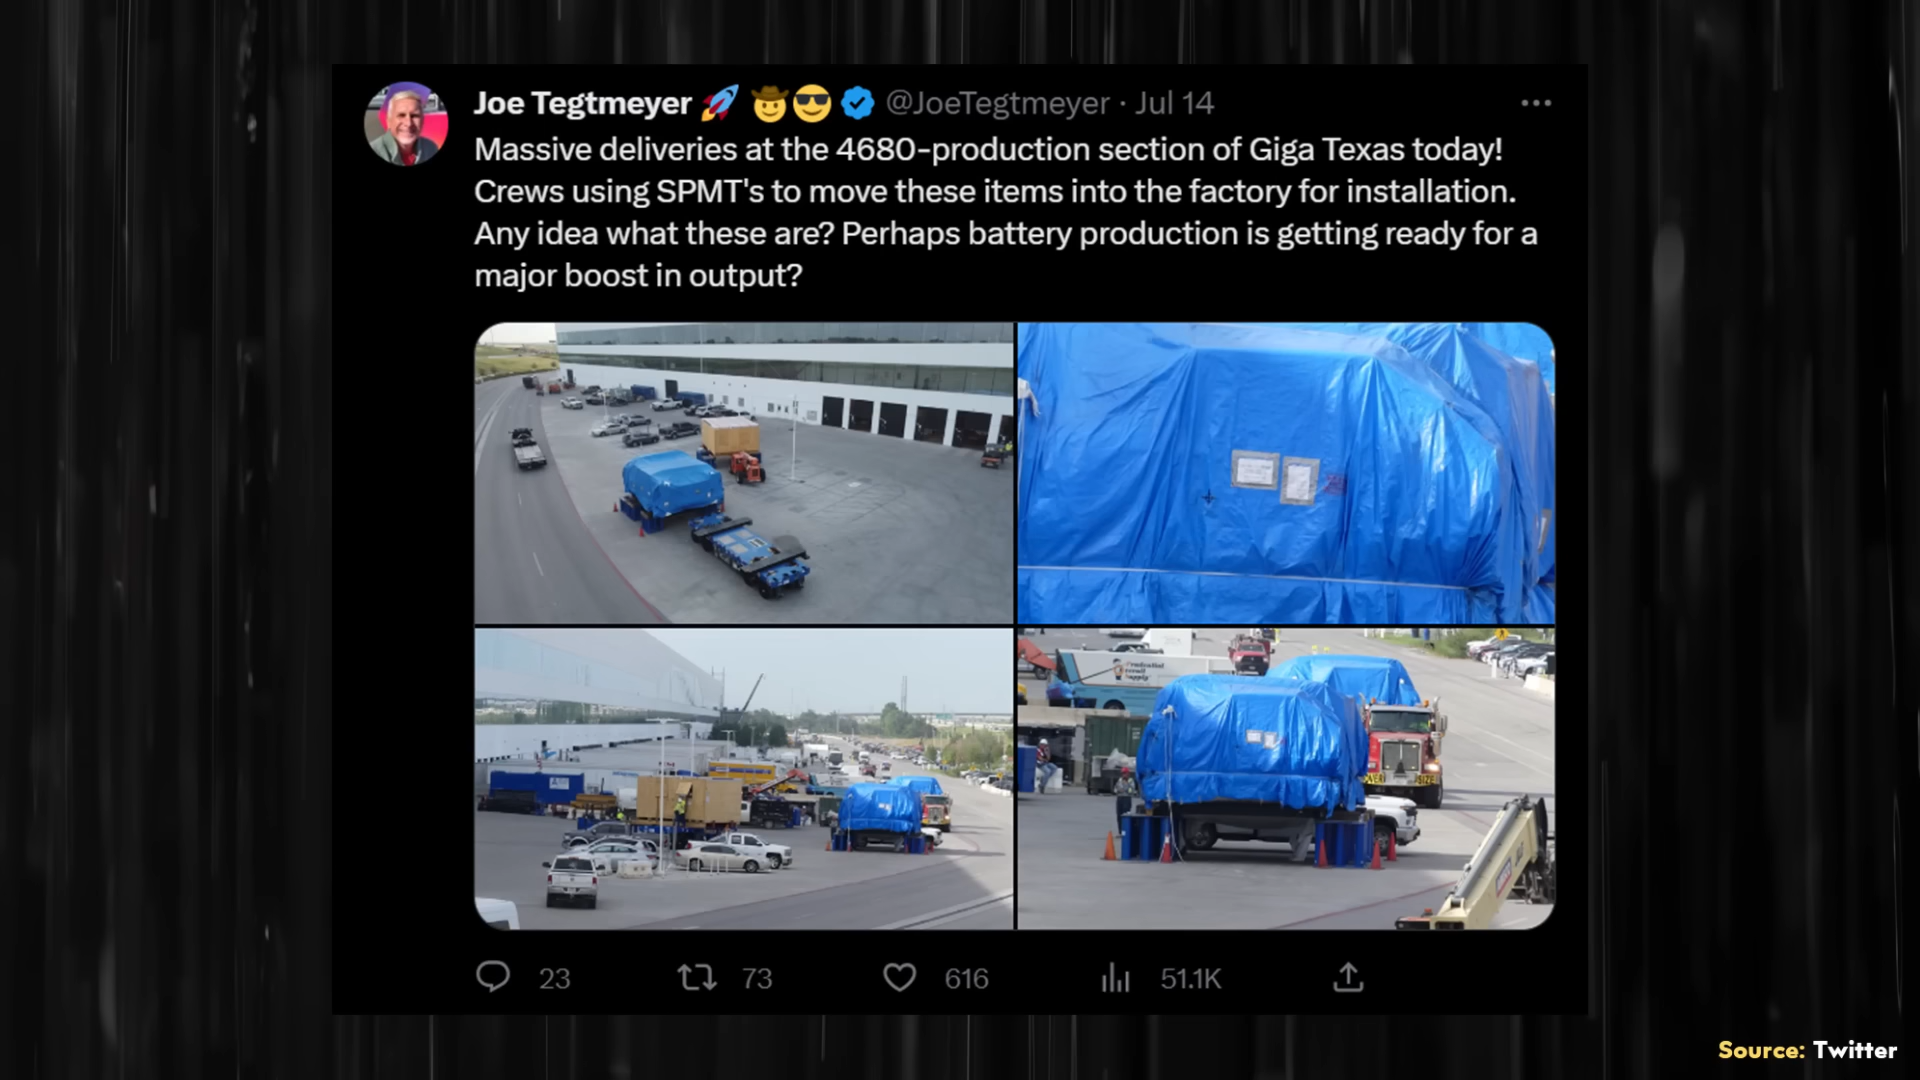 Joe Tegtmeyer 🚀 🤠😎 @JoeTegtmeyer · Jul 14
Massive deliveries at the 4680-production section of Giga Texas today!
Crews using SPMT's to move these items into the factory for installation.
Any idea what these are? Perhaps battery production is getting ready for a
major boost in output?
OVER SIZE
23 73 616 51.1K
Source: Twitter